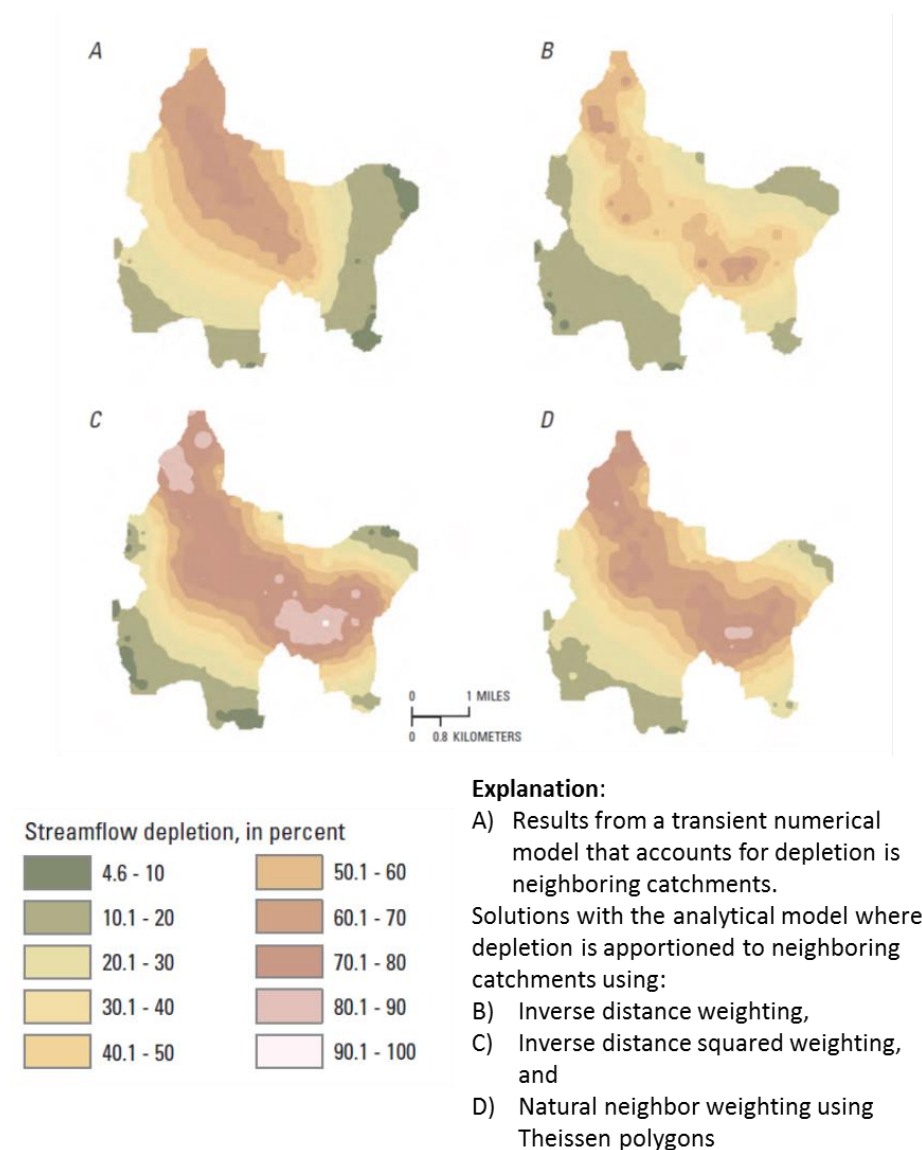 A
B
C
D
0 1 MILES
0 0.8 KILOMETERS
Streamflow depletion, in percent
4.6 - 10
10.1 - 20
20.1 - 30
30.1 - 40
40.1 - 50
50.1 - 60
60.1 - 70
70.1 - 80
80.1 - 90
90.1 - 100
Explanation:
A) Results from a transient numerical
model that accounts for depletion is
neighboring catchments.
Solutions with the analytical model where
depletion is apportioned to neighboring
catchments using:
B) Inverse distance weighting,
C) Inverse distance squared weighting,
and
D) Natural neighbor weighting using
Theissen polygons